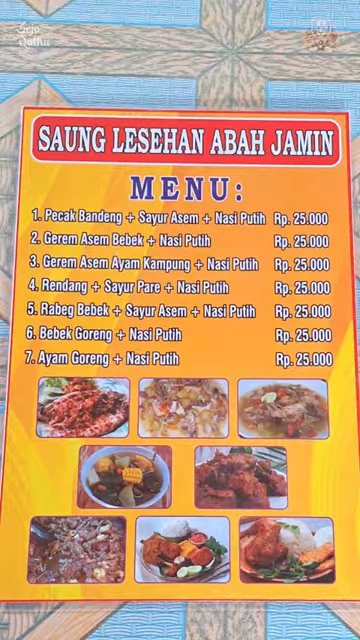 SAUNG LESEHAN ABAH JAMIN
MENU:
1. Pecak Bandeng + Sayur Asem + Nasi Putih Rp. 25.000
2. Gerem Asem Bebek + Nasi Putih Rp. 25.000
3. Gerem Asem Ayam Kampung + Nasi Putih Rp. 25.000
4. Rendang + Sayur Pare + Nasi Putih Rp. 25.000
5. Rabeg Bebek + Sayur Asem + Nasi Putih Rp. 25.000
6. Bebek Goreng + Nasi Putih Rp. 25.000
7. Ayam Goreng + Nasi Putih Rp. 25.000